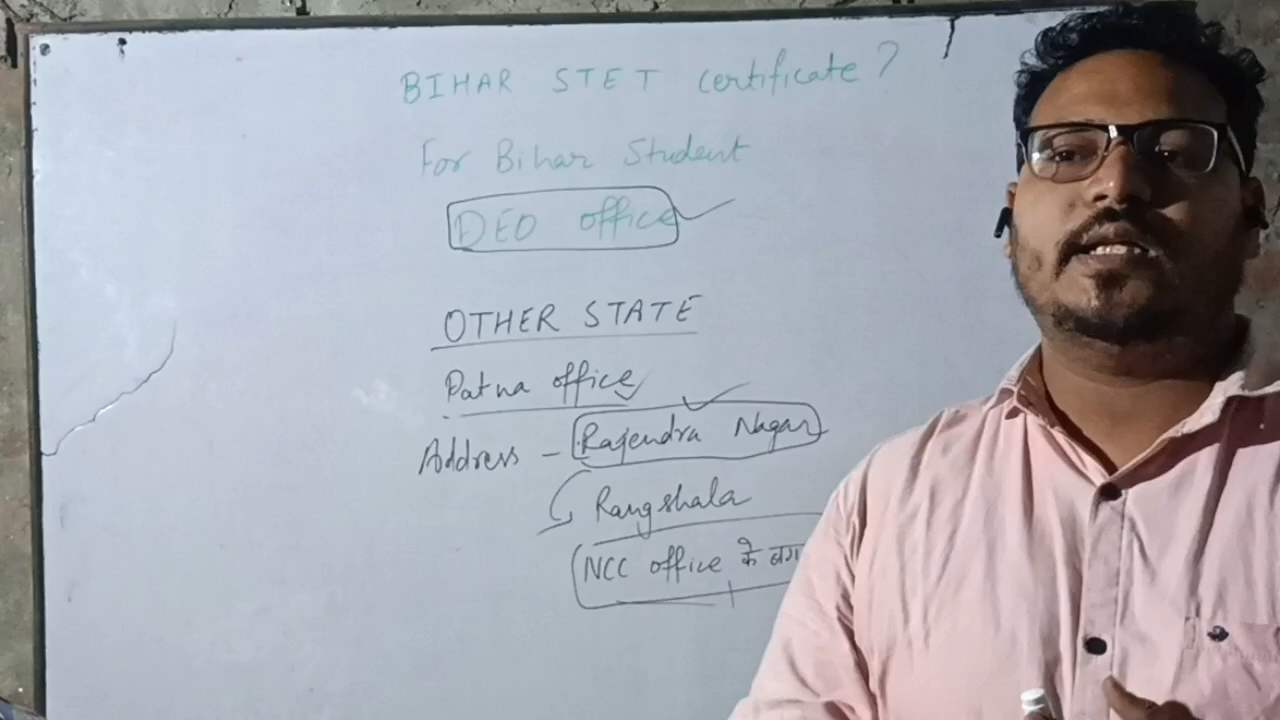 BIHAR STET certificate?
For Bihar Student
DEO office
OTHER STATE
Patna office
Address - Rajendra Nagar
Rangshala
NCC office के